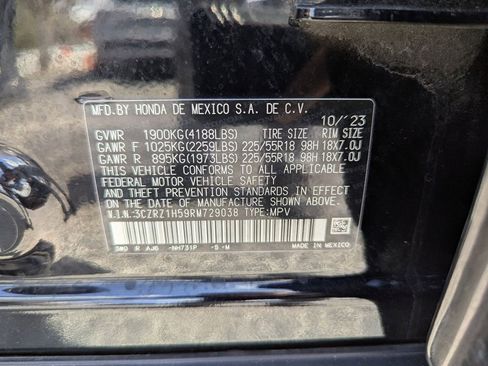 MFD.BY HONDA DE MEXICO S.A. DE C.V. 10/'23
GVWR 1900KG(4188LBS) TIRE SIZE RIM SIZE
GAWR F 1025KG(2259LBS) 225/55R18 98H 18X7.0J
GAWR R 895KG(1973LBS) 225/55R18 98H 18X7.0J
THIS VEHICLE CONFORMS TO ALL APPLICABLE
FEDERAL MOTOR VEHICLE SAFETY AND
THEFT PREVENTION STANDARDS IN EFFECT
ON THE DATE OF MANUFACTURE SHOWN ABOVE.
V.I.N.:3CZRZ1H59RM729038 TYPE:MPV
3W0 R AJ6 -NH731P -B -M MADE IN MEXICO